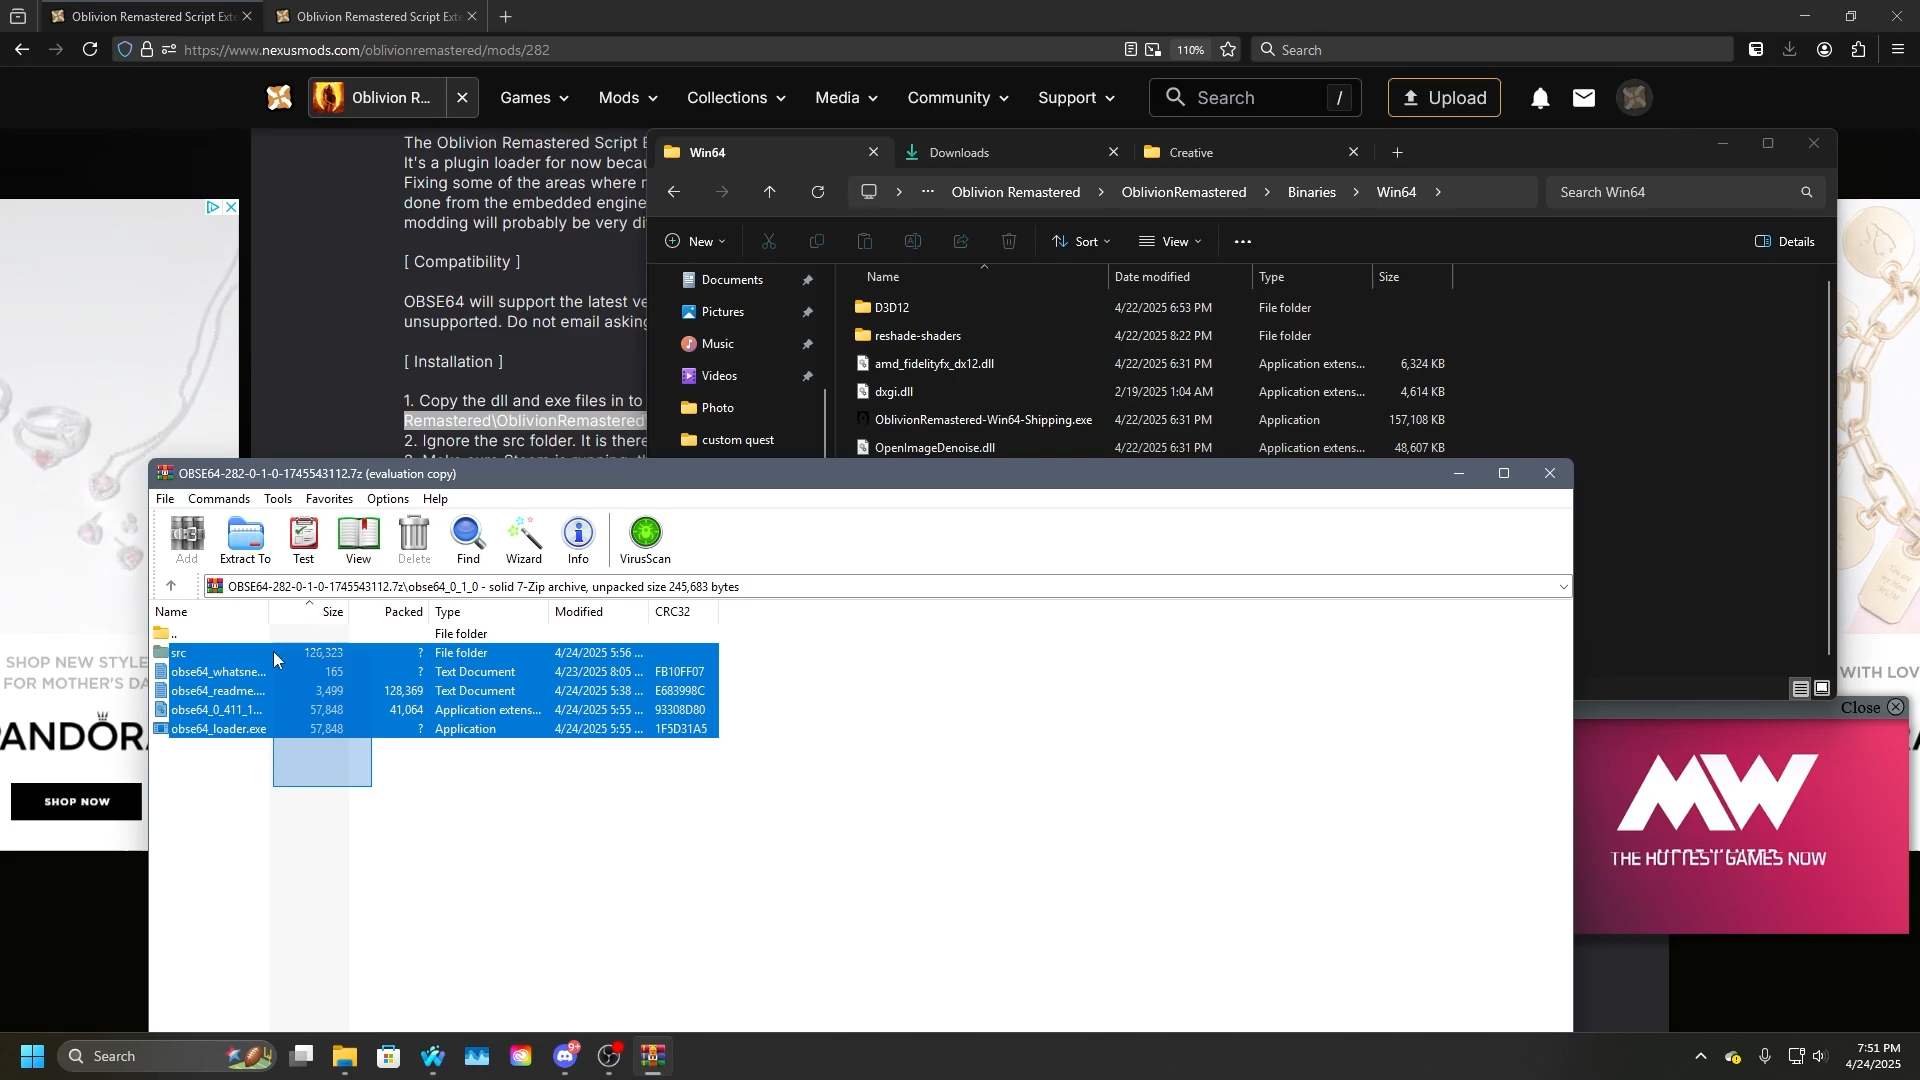 Oblivion Remastered Script Exte
Oblivion Remastered Script Exte
https://www.nexusmods.com/oblivionremastered/mods/282
110%
Search
Oblivion R...
Games
Mods
Collections
Media
Community
Support
Search
/
Upload
The Oblivion Remastered Script E
It's a plugin loader for now becau
Fixing some of the areas where
done from the embedded engine
modding will probably be very di
[ Compatibility ]
OBSE64 will support the latest ve
unsupported. Do not email asking
[ Installation ]
1. Copy the dll and exe files in to
Remastered\OblivionRemastered
2. Ignore the src folder. It is there
Win64
Downloads
Creative
Oblivion Remastered
OblivionRemastered
Binaries
Win64
Search Win64
New
Sort
View
Details
Documents
Pictures
Music
Videos
Photo
custom quest
Name Date modified Type Size
D3D12 4/22/2025 6:53 PM File folder
reshade-shaders 4/22/2025 8:22 PM File folder
amd_fidelityfx_dx12.dll 4/22/2025 6:31 PM Application extens... 6,324 KB
dxgi.dll 2/19/2025 1:04 AM Application extens... 4,614 KB
OblivionRemastered-Win64-Shipping.exe 4/22/2025 6:31 PM Application 157,108 KB
OpenImageDenoise.dll 4/22/2025 6:31 PM Application extens... 48,607 KB
OBSE64-282-0-1-0-1745543112.7z (evaluation copy)
File Commands Tools Favorites Options Help
Add Extract To Test View Delete Find Wizard Info VirusScan
OBSE64-282-0-1-0-1745543112.7z\obse64_0_1_0 - solid 7-Zip archive, unpacked size 245,683 bytes
Name Size Packed Type Modified CRC32
.. File folder
src 126,323 ? File folder 4/24/2025 5:56 ...
obse64_whatsne... 165 ? Text Document 4/23/2025 8:05 ... FB10FF07
obse64_readme.... 3,499 128,369 Text Document 4/24/2025 5:38 ... E683998C
obse64_0_411_1... 57,848 41,064 Application extens... 4/24/2025 5:55 ... 93308D80
obse64_loader.exe 57,848 ? Application 4/24/2025 5:55 ... 1F5D31A5
SHOP NEW STYLE
FOR MOTHER'S DA
PANDÖRA
SHOP NOW
WITH LOV
Close
MW
THE HOTTEST GAMES NOW
Search
9+
7:51 PM
4/24/2025